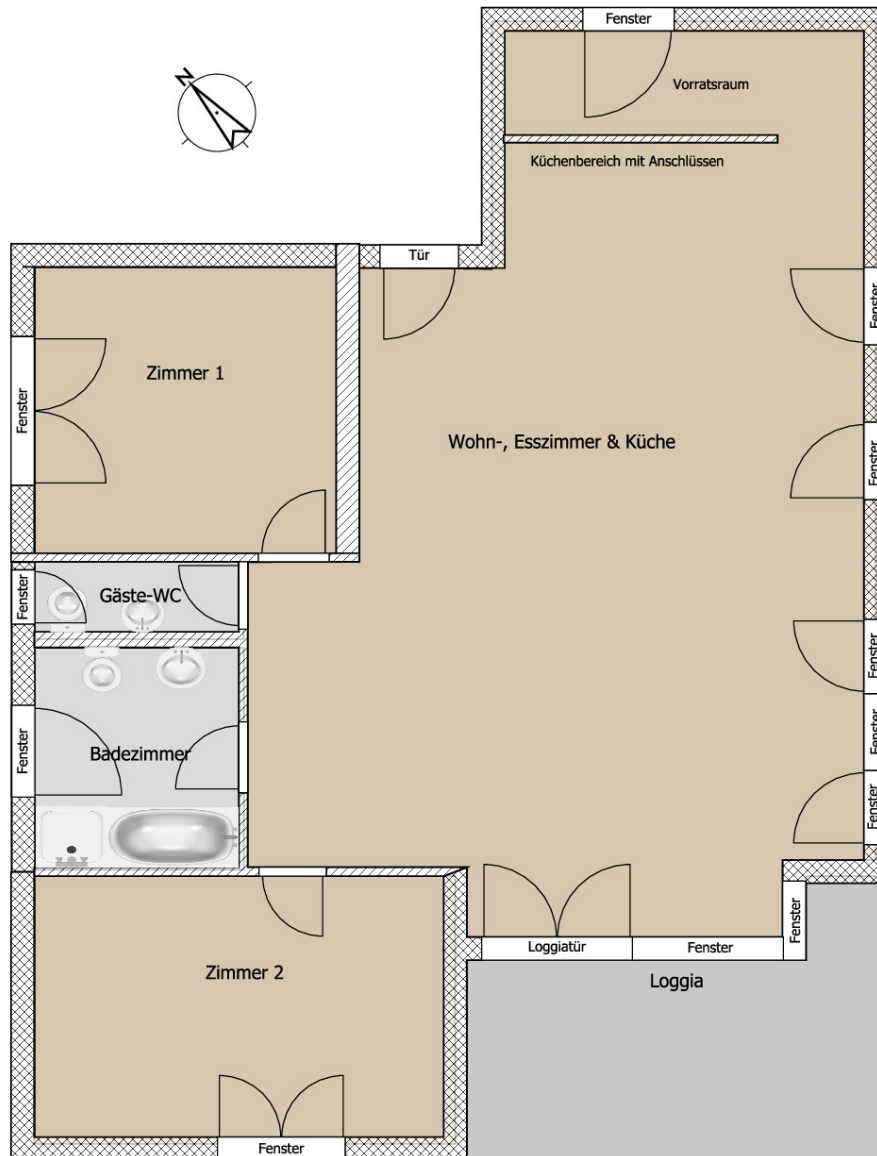 Fenster
N
Vorratsraum
Küchenbereich mit Anschlüssen
Tür
Fenster
Zimmer 1
Fenster
Wohn-, Esszimmer & Küche
Fenster
Fenster
Gäste-WC
Fenster
Fenster
Badezimmer
Fenster
Fenster
Fenster
Loggiatür
Fenster
Zimmer 2
Loggia
Fenster